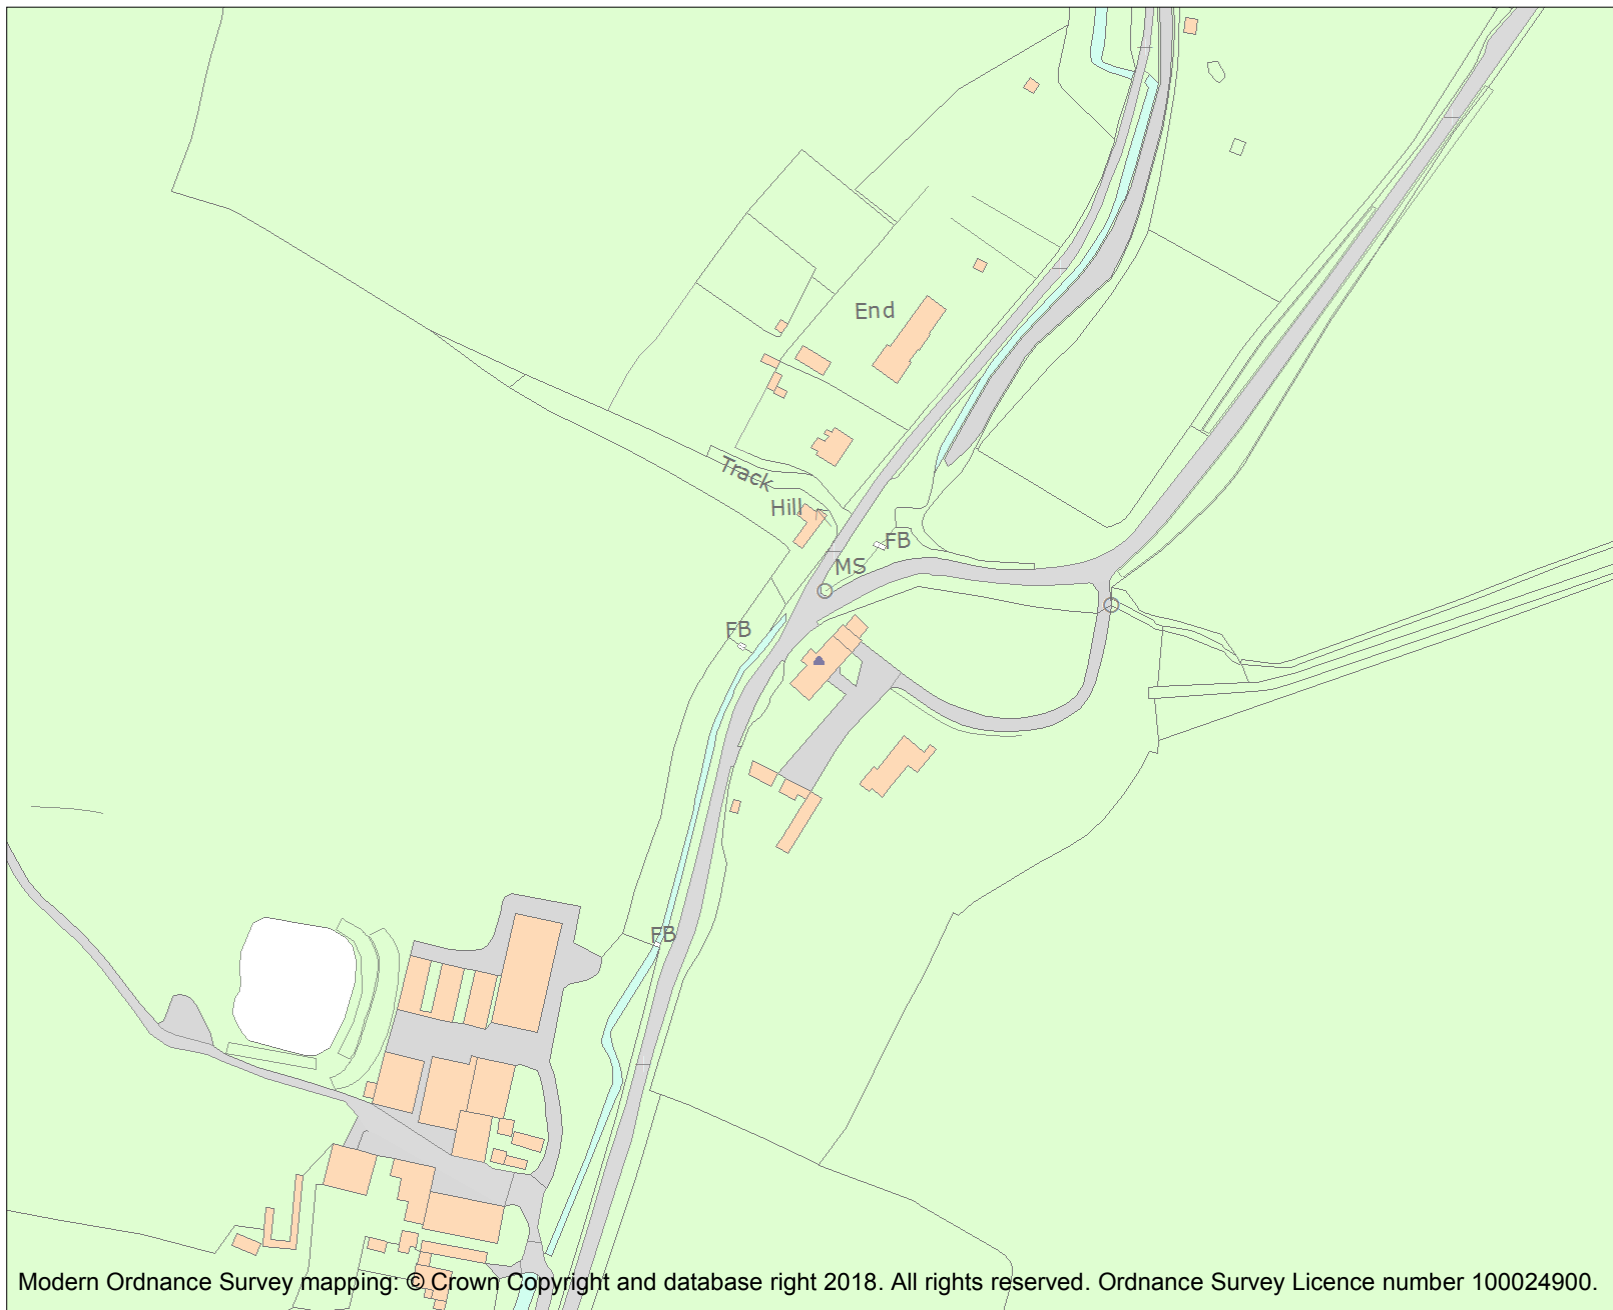 End
Track
Hill
FB
MS
FB
FB
Modern Ordnance Survey mapping: © Crown Copyright and database right 2018. All rights reserved. Ordnance Survey Licence number 100024900.